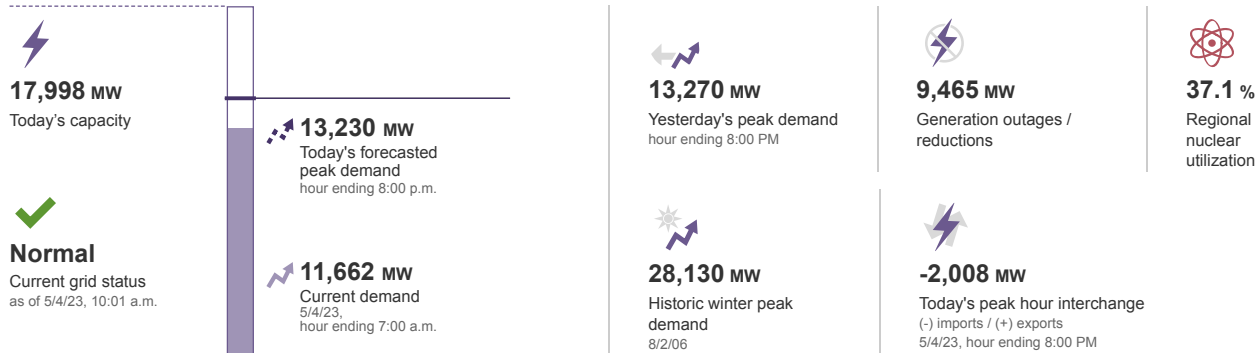 17,998 MW
Today's capacity
Normal
Current grid status
as of 5/4/23, 10:01 a.m.
13,230 MW
Today's forecasted
peak demand
hour ending 8:00 p.m.
11,662 MW
Current demand
5/4/23,
hour ending 7:00 a.m.
13,270 MW
Yesterday's peak demand
hour ending 8:00 PM
9,465 MW
Generation outages /
reductions
37.1 %
Regional
nuclear
utilization
28,130 MW
Historic winter peak
demand
8/2/06
-2,008 MW
Today's peak hour interchange
(-) imports / (+) exports
5/4/23, hour ending 8:00 PM